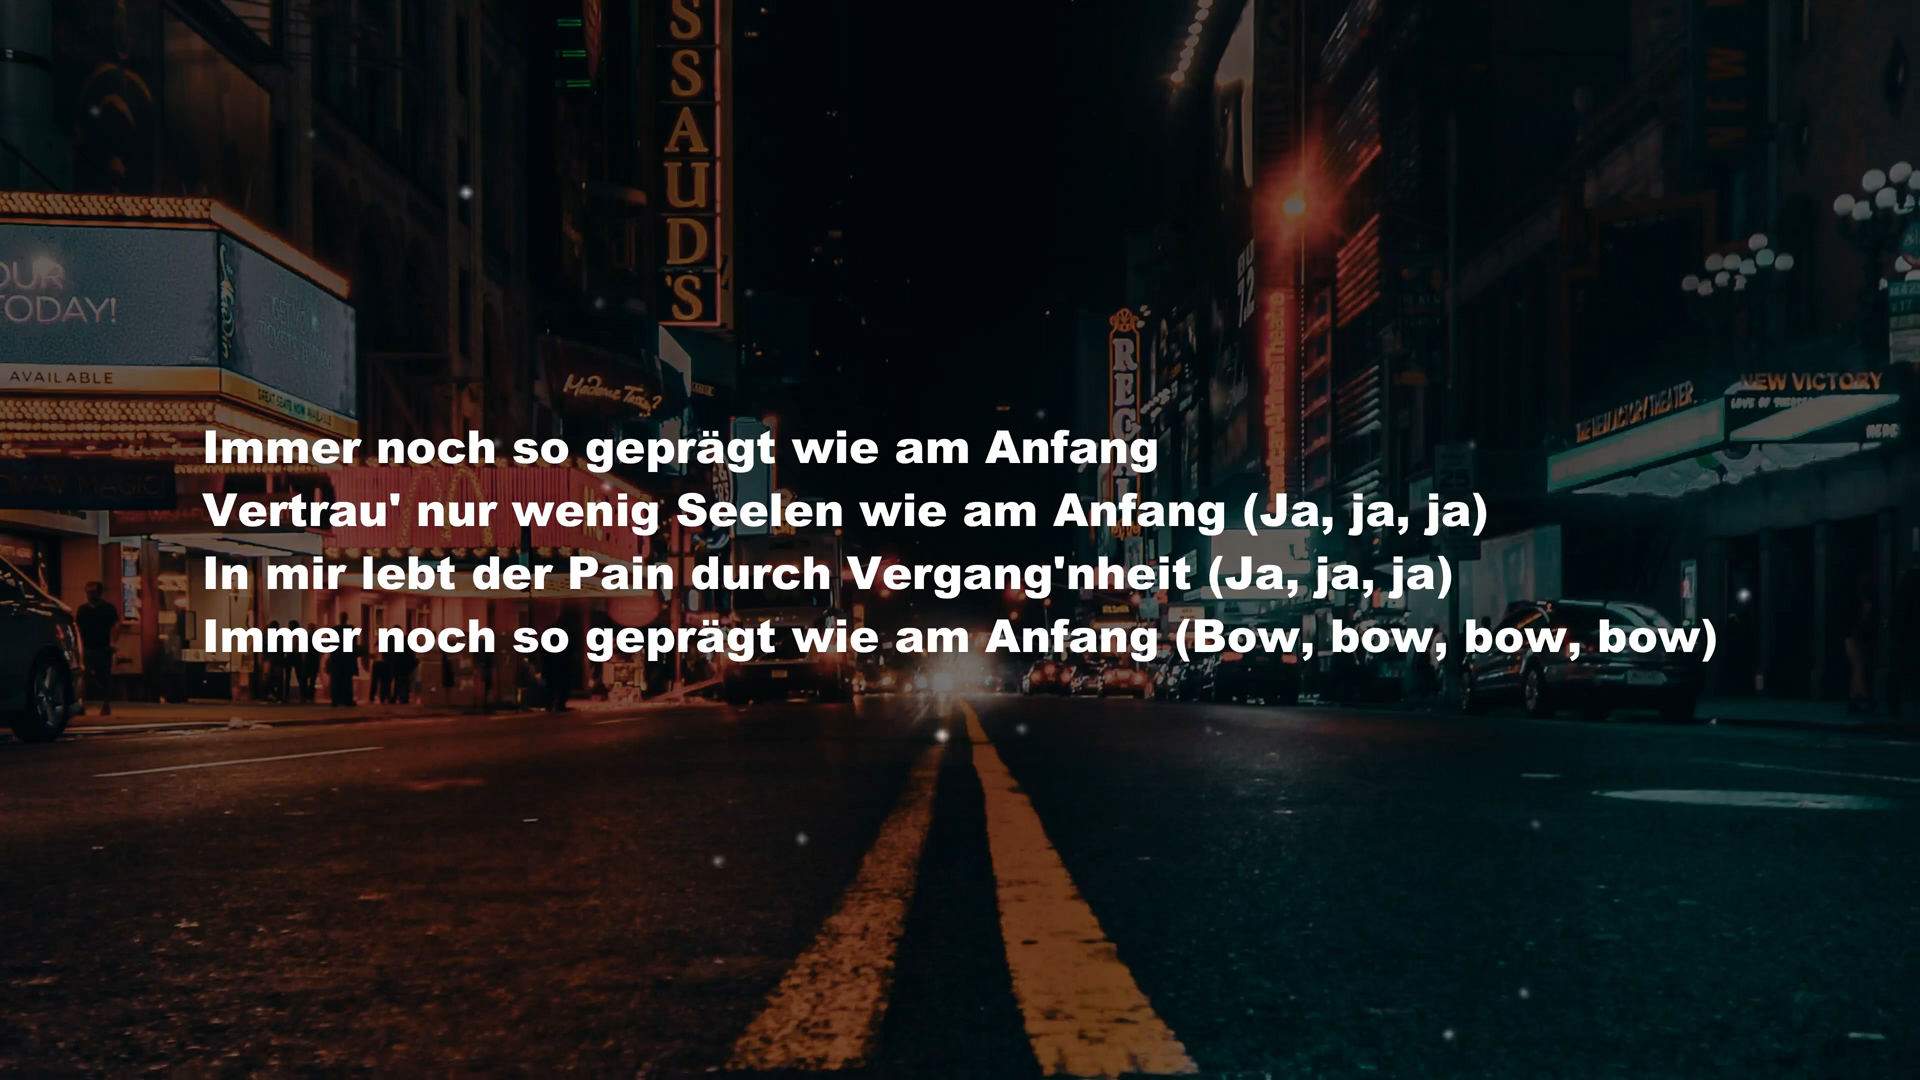 SSAUD'S
OUR
TODAY!
AVAILABLE
Immer noch so geprägt wie am Anfang
Vertrau' nur wenig Seelen wie am Anfang (Ja, ja, ja)
In mir lebt der Pain durch Vergang'nheit (Ja, ja, ja)
Immer noch so geprägt wie am Anfang (Bow, bow, bow, bow)
REGAL
NEW VICTORY